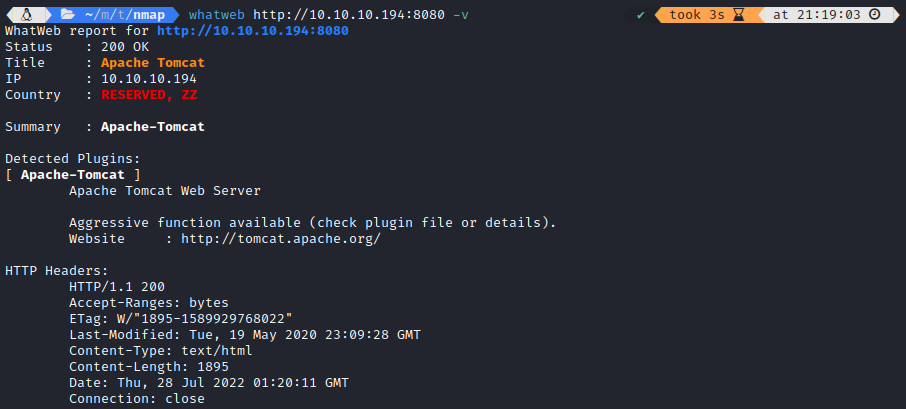 ~/m/t/nmap whatweb http://10.10.10.194:8080 -v ✔ took 3s at 21:19:03
WhatWeb report for http://10.10.10.194:8080
Status : 200 OK
Title : Apache Tomcat
IP : 10.10.10.194
Country : RESERVED, ZZ
Summary : Apache-Tomcat
Detected Plugins:
[ Apache-Tomcat ]
Apache Tomcat Web Server
Aggressive function available (check plugin file or details).
Website : http://tomcat.apache.org/
HTTP Headers:
HTTP/1.1 200
Accept-Ranges: bytes
ETag: W/"1895-1589929768022"
Last-Modified: Tue, 19 May 2020 23:09:28 GMT
Content-Type: text/html
Content-Length: 1895
Date: Thu, 28 Jul 2022 01:20:11 GMT
Connection: close